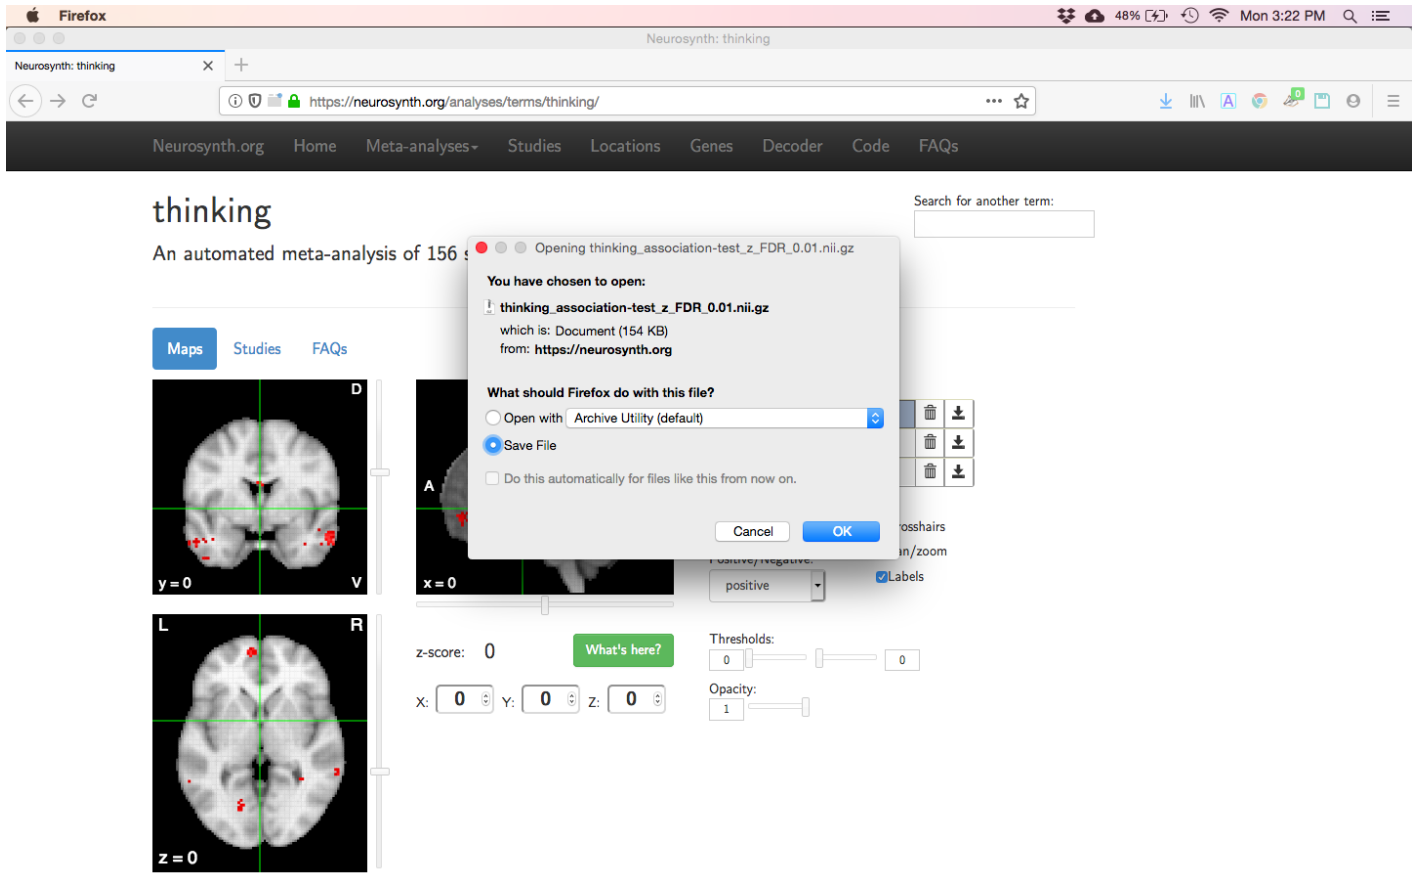 Firefox
48%
Mon 3:22 PM
Neurosynth: thinking
Neurosynth: thinking
https://neurosynth.org/analyses/terms/thinking/
A
0
Neurosynth.org Home Meta-analyses Studies Locations Genes Decoder Code FAQs
thinking
Search for another term:
An automated meta-analysis of 156 s
Opening thinking_association-test_z_FDR_0.01.nii.gz
You have chosen to open:
thinking_association-test_z_FDR_0.01.nii.gz
which is: Document (154 KB)
from: https://neurosynth.org
What should Firefox do with this file?
Open with Archive Utility (default)
Save File
Do this automatically for files like this from now on.
Cancel OK
Maps Studies FAQs
D
A
y = 0
V
x = 0
rosshairs
an/zoom
Positive/Negative:
Labels
positive
L R
z = 0
z-score: 0
What's here?
X: 0 Y: 0 Z: 0
Thresholds:
0 0
Opacity:
1